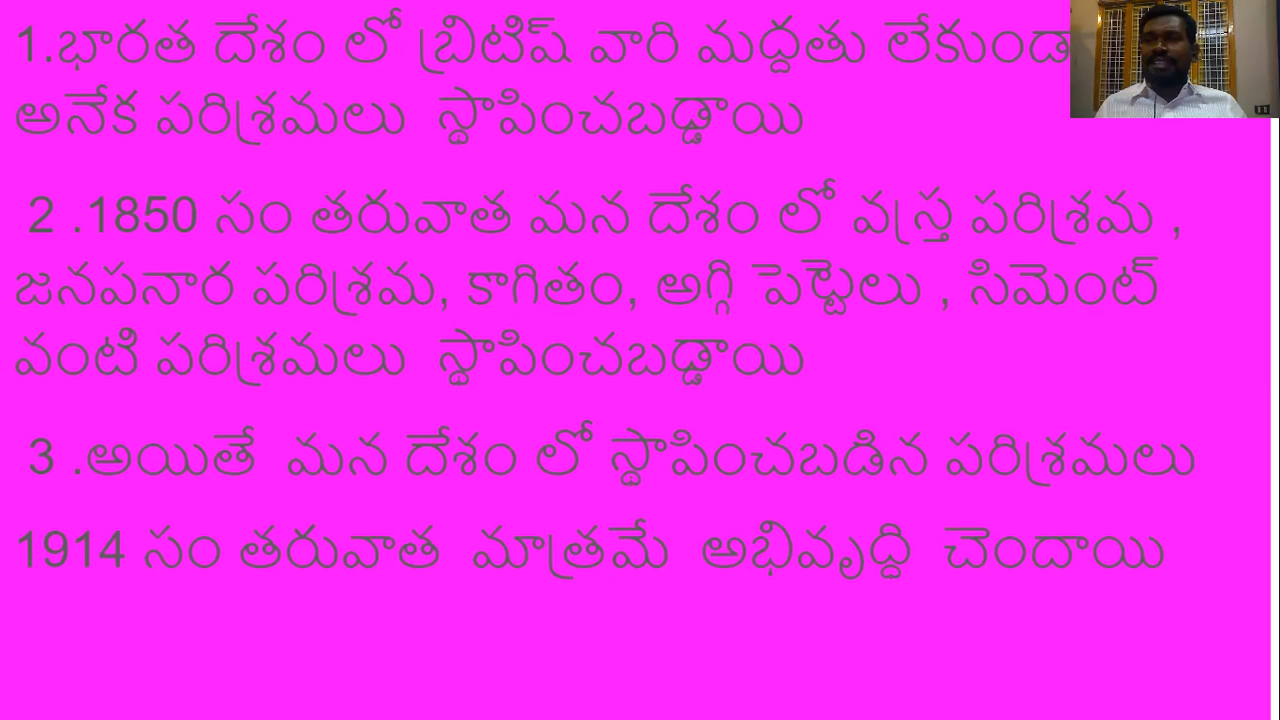 1.భారత దేశం లో బ్రిటిష్ వారి మద్దతు లేకుండా
అనేక పరిశ్రమలు స్థాపించబడ్డాయి
2 .1850 సం తరువాత మన దేశం లో వస్త్ర పరిశ్రమ ,
జనపనార పరిశ్రమ, కాగితం, అగ్గి పెట్టెలు , సిమెంట్
వంటి పరిశ్రమలు స్థాపించబడ్డాయి
3 .అయితే మన దేశం లో స్థాపించబడిన పరిశ్రమలు
1914 సం తరువాత మాత్రమే అభివృద్ధి చెందాయి